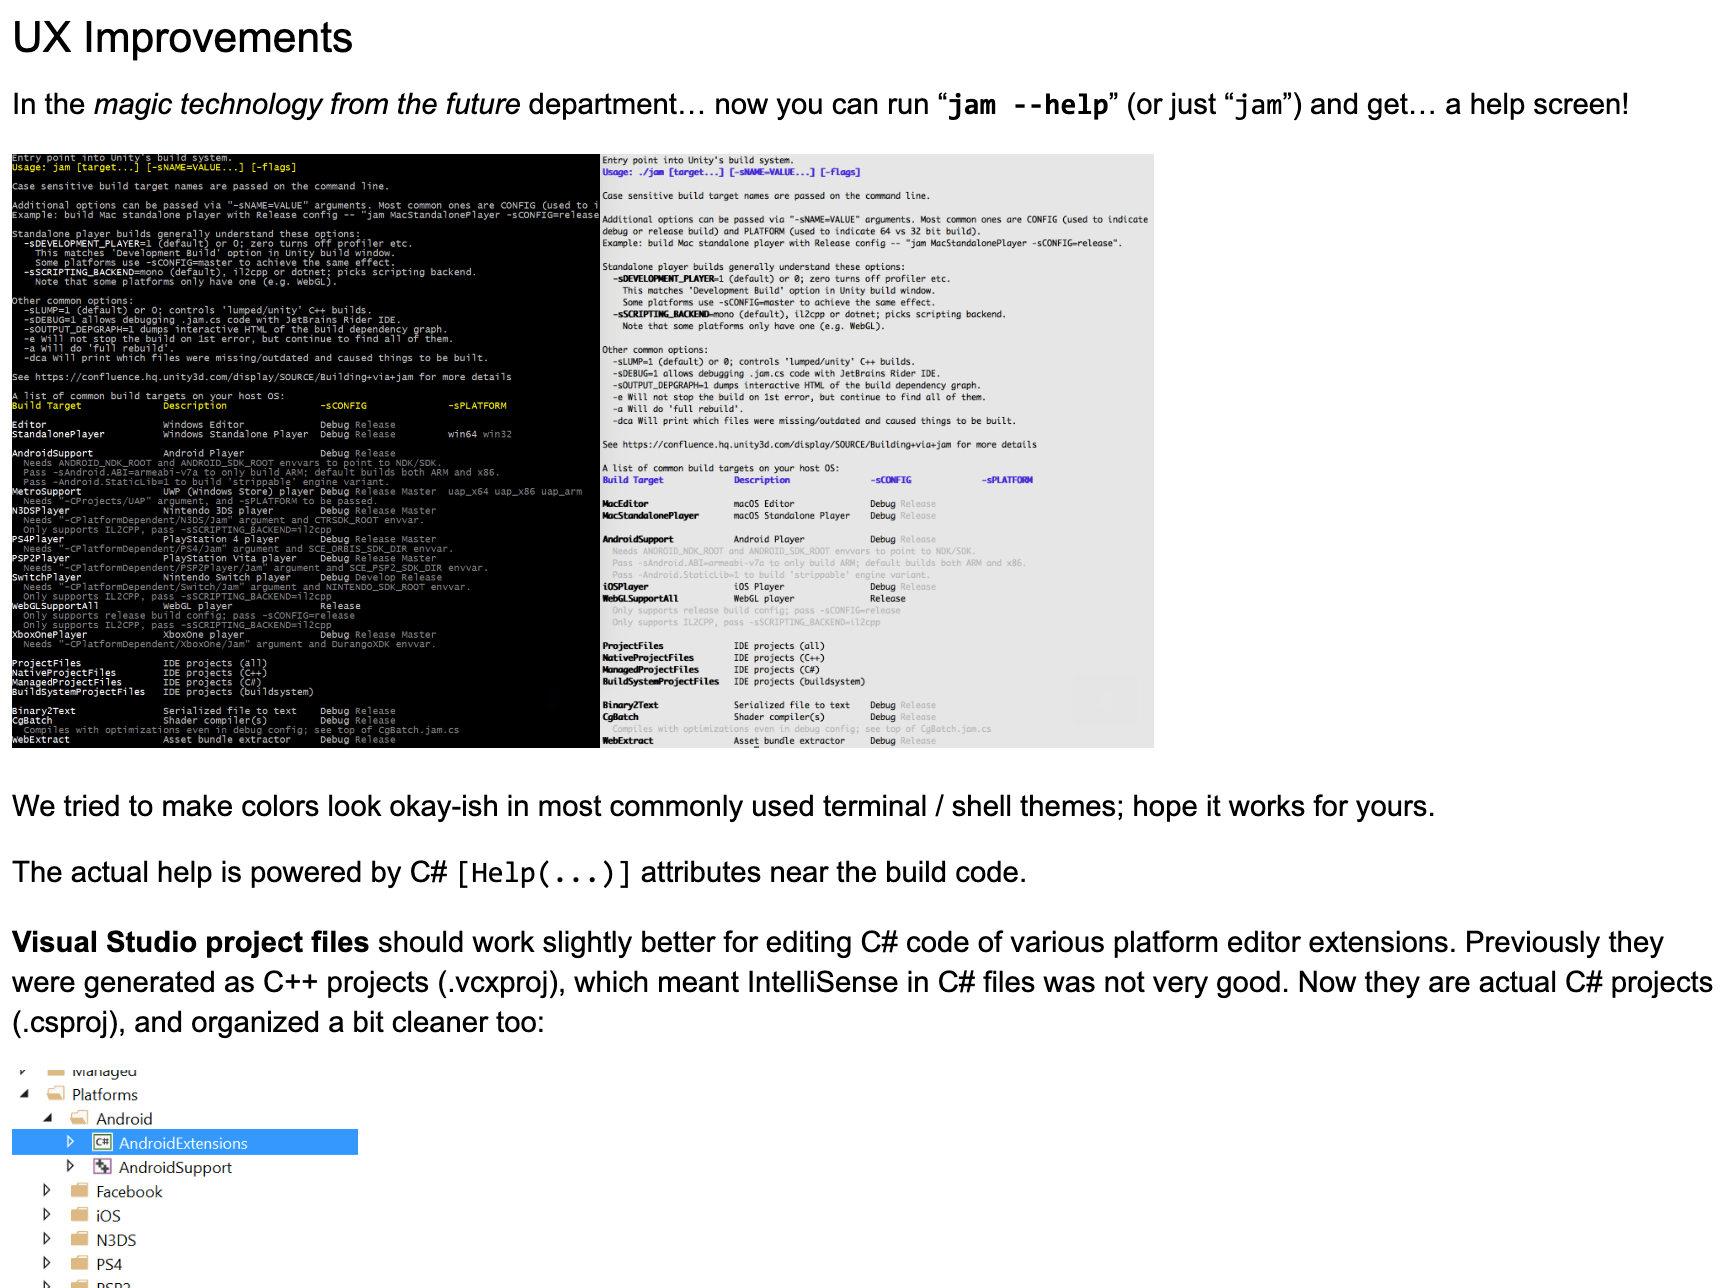 UX Improvements
In the magic technology from the future department… now you can run “jam --help” (or just “jam”) and get… a help screen!
Entry point into Unity's build system.
Usage: jam [target...] [-sNAME=VALUE...] [-flags]
Case sensitive build target names are passed on the command line.
Additional options can be passed via "-sNAME=VALUE" arguments. Most common ones are CONFIG (used to i
Example: build Mac standalone player with Release config -- "jam MacStandalonePlayer -sCONFIG=release
Standalone player builds generally understand these options:
-sDEVELOPMENT_PLAYER=1 (default) or 0; zero turns off profiler etc.
This matches 'Development Build' option in Unity build window.
Some platforms use -sCONFIG=master to achieve the same effect.
-sSCRIPTING_BACKEND=mono (default), il2cpp or dotnet; picks scripting backend.
Note that some platforms only have one (e.g. WebGL).
Other common options:
-sLUMP=1 (default) or 0; controls 'lumped/unity' C++ builds.
-sDEBUG=1 allows debugging .jam.cs code with JetBrains Rider IDE.
-sOUTPUT_DEPGRAPH=1 dumps interactive HTML of the build dependency graph.
-e Will not stop the build on 1st error, but continue to find all of them.
-a Will do 'full rebuild'.
-dca Will print which files were missing/outdated and caused things to be built.
See https://confluence.hq.unity3d.com/display/SOURCE/Building+via+jam for more details
A list of common build targets on your host OS:
Build Target Description -sCONFIG -sPLATFORM
Editor Windows Editor Debug Release
StandalonePlayer Windows Standalone Player Debug Release win64 win32
AndroidSupport Android Player Debug Release
Needs ANDROID_NDK_ROOT and ANDROID_SDK_ROOT envvars to point to NDK/SDK.
Pass -sAndroid.ABI=armeabi-v7a to only build ARM; default builds both ARM and x86.
Pass -Android.StaticLib=1 to build 'strippable' engine variant.
MetroSupport UWP (Windows Store) player Debug Release Master uap_x64 uap_x86 uap_arm
Needs "-CProjects/UAP" argument, and -sPLATFORM to be passed.
N3DSPlayer Nintendo 3DS player Debug Release
Needs "-CPlatformDependent/N3DS/Jam" argument and CTRSDK_ROOT envvar.
Only supports IL2CPP, pass -sSCRIPTING_BACKEND=il2cpp
PS4Player PlayStation 4 player Debug Release Master
Needs "-CPlatformDependent/PS4/Jam" argument and SCE_ORBIS_SDK_DIR envvar.
PSP2Player PlayStation Vita player Debug Release Master
Needs "-CPlatformDependent/PSP2Player/Jam" argument and SCE_PSP2_SDK_DIR envvar.
SwitchPlayer Nintendo Switch player Debug Develop Release
Needs "-CPlatformDependent/Switch/Jam" argument and NINTENDO_SDK_ROOT envvar.
Only supports IL2CPP, pass -sSCRIPTING_BACKEND=il2cpp
WebGLSupportAll WebGL player Release
Only supports release build config; pass -sCONFIG=release
Only supports IL2CPP, pass -sSCRIPTING_BACKEND=il2cpp
XboxOnePlayer XboxOne player Debug Release Master
Needs "-CPlatformDependent/XboxOne/Jam" argument and DurangoXDK envvar.
ProjectFiles IDE projects (all)
NativeProjectFiles IDE projects (C++)
ManagedProjectFiles IDE projects (C#)
BuildSystemProjectFiles IDE projects (buildsystem)
Binary2Text Serialized file to text Debug Release
CgBatch Shader compiler(s) Debug Release
Compiles with optimizations even in debug config; see top of CgBatch.jam.cs
WebExtract Asset bundle extractor Debug Release
Entry point into Unity's build system.
Usage: ./jam [target...] [-sNAME=VALUE...] [-flags]
Case sensitive build target names are passed on the command line.
Additional options can be passed via "-sNAME=VALUE" arguments. Most common ones are CONFIG (used to indicate
debug or release build) and PLATFORM (used to indicate 64 vs 32 bit build).
Example: build Mac standalone player with Release config -- "jam MacStandalonePlayer -sCONFIG=release".
Standalone player builds generally understand these options:
-sDEVELOPMENT_PLAYER=1 (default) or 0; zero turns off profiler etc.
This matches 'Development Build' option in Unity build window.
Some platforms use -sCONFIG=master to achieve the same effect.
-sSCRIPTING_BACKEND=mono (default), il2cpp or dotnet; picks scripting backend.
Note that some platforms only have one (e.g. WebGL).
Other common options:
-sLUMP=1 (default) or 0; controls 'lumped/unity' C++ builds.
-sDEBUG=1 allows debugging .jam.cs code with JetBrains Rider IDE.
-sOUTPUT_DEPGRAPH=1 dumps interactive HTML of the build dependency graph.
-e Will not stop the build on 1st error, but continue to find all of them.
-a Will do 'full rebuild'.
-dca Will print which files were missing/outdated and caused things to be built.
See https://confluence.hq.unity3d.com/display/SOURCE/Building+via+jam for more details
A list of common build targets on your host OS:
Build Target Description -sCONFIG -sPLATFORM
MacEditor macOS Editor Debug Release
MacStandalonePlayer macOS Standalone Player Debug Release
AndroidSupport Android Player Debug Release
Needs ANDROID_NDK_ROOT and ANDROID_SDK_ROOT envvars to point to NDK/SDK.
Pass -sAndroid.ABI=armeabi-v7a to only build ARM; default builds both ARM and x86.
Pass -Android.StaticLib=1 to build 'strippable' engine variant.
iOSPlayer iOS Player Debug Release
WebGLSupportAll WebGL player Release
Only supports release build config; pass -sCONFIG=release
Only supports IL2CPP, pass -sSCRIPTING_BACKEND=il2cpp
ProjectFiles IDE projects (all)
NativeProjectFiles IDE projects (C++)
ManagedProjectFiles IDE projects (C#)
BuildSystemProjectFiles IDE projects (buildsystem)
Binary2Text Serialized file to text Debug Release
CgBatch Shader compiler(s) Debug Release
Compiles with optimizations even in debug config; see top of CgBatch.jam.cs
WebExtract Asset bundle extractor Debug Release
We tried to make colors look okay-ish in most commonly used terminal / shell themes; hope it works for yours.
The actual help is powered by C# [Help(...)] attributes near the build code.
Visual Studio project files should work slightly better for editing C# code of various platform editor extensions. Previously they
were generated as C++ projects (.vcxproj), which meant IntelliSense in C# files was not very good. Now they are actual C# projects
(.csproj), and organized a bit cleaner too:
Managed
Platforms
Android
C# AndroidExtensions
AndroidSupport
Facebook
iOS
N3DS
PS4
PSP2